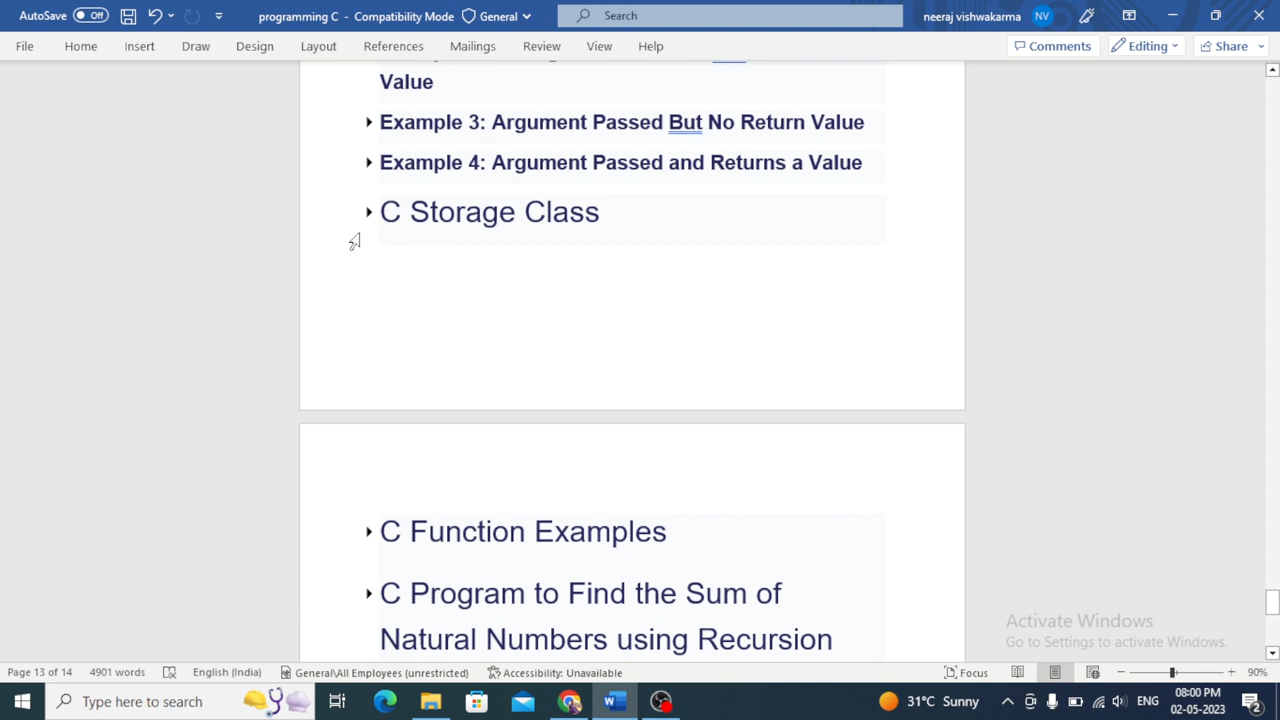 AutoSave Off programming C - Compatibility Mode General Search neeraj vishwakarma NV
File Home Insert Draw Design Layout References Mailings Review View Help Comments Editing Share
Value
Example 3: Argument Passed But No Return Value
Example 4: Argument Passed and Returns a Value
C Storage Class
C Function Examples
C Program to Find the Sum of
Natural Numbers using Recursion
Activate Windows
Go to Settings to activate Windows.
Page 13 of 14 4901 words English (India) General\All Employees (unrestricted) Accessibility: Unavailable Focus 90%
Type here to search 31°C Sunny ENG 08:00 PM
02-05-2023 2